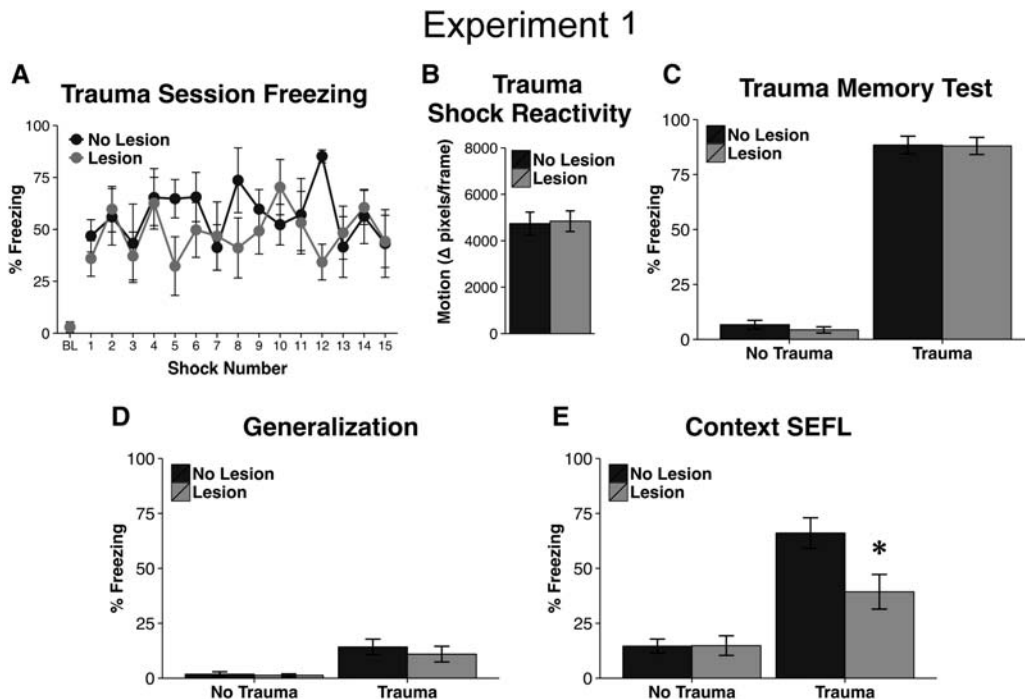 Experiment 1
A
Trauma Session Freezing
No Lesion
Lesion
% Freezing
100
75
50
25
0
BL 1 2 3 4 5 6 7 8 9 10 11 12 13 14 15
Shock Number
B
Trauma
Shock Reactivity
No Lesion
Lesion
Motion (Δ pixels/frame)
8000
6000
4000
2000
0
C
Trauma Memory Test
No Lesion
Lesion
% Freezing
100
75
50
25
0
No Trauma Trauma
D
Generalization
No Lesion
Lesion
% Freezing
100
75
50
25
0
No Trauma Trauma
E
Context SEFL
No Lesion
Lesion
% Freezing
100
75
50
25
0
*
No Trauma Trauma